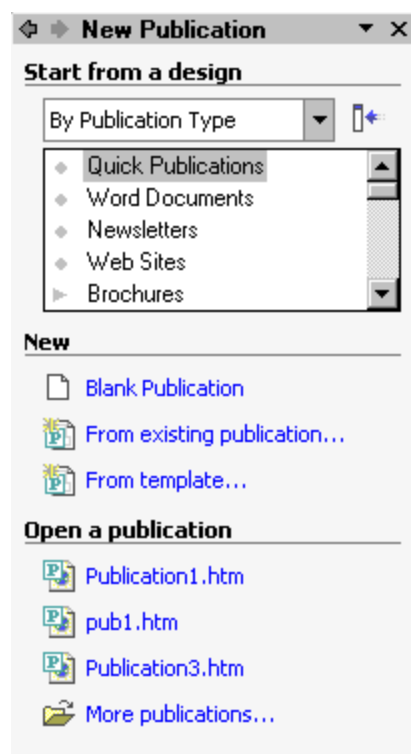 New Publication
Start from a design
By Publication Type
Quick Publications
Word Documents
Newsletters
Web Sites
Brochures
New
Blank Publication
From existing publication...
From template...
Open a publication
Publication1.htm
pub1.htm
Publication3.htm
More publications...